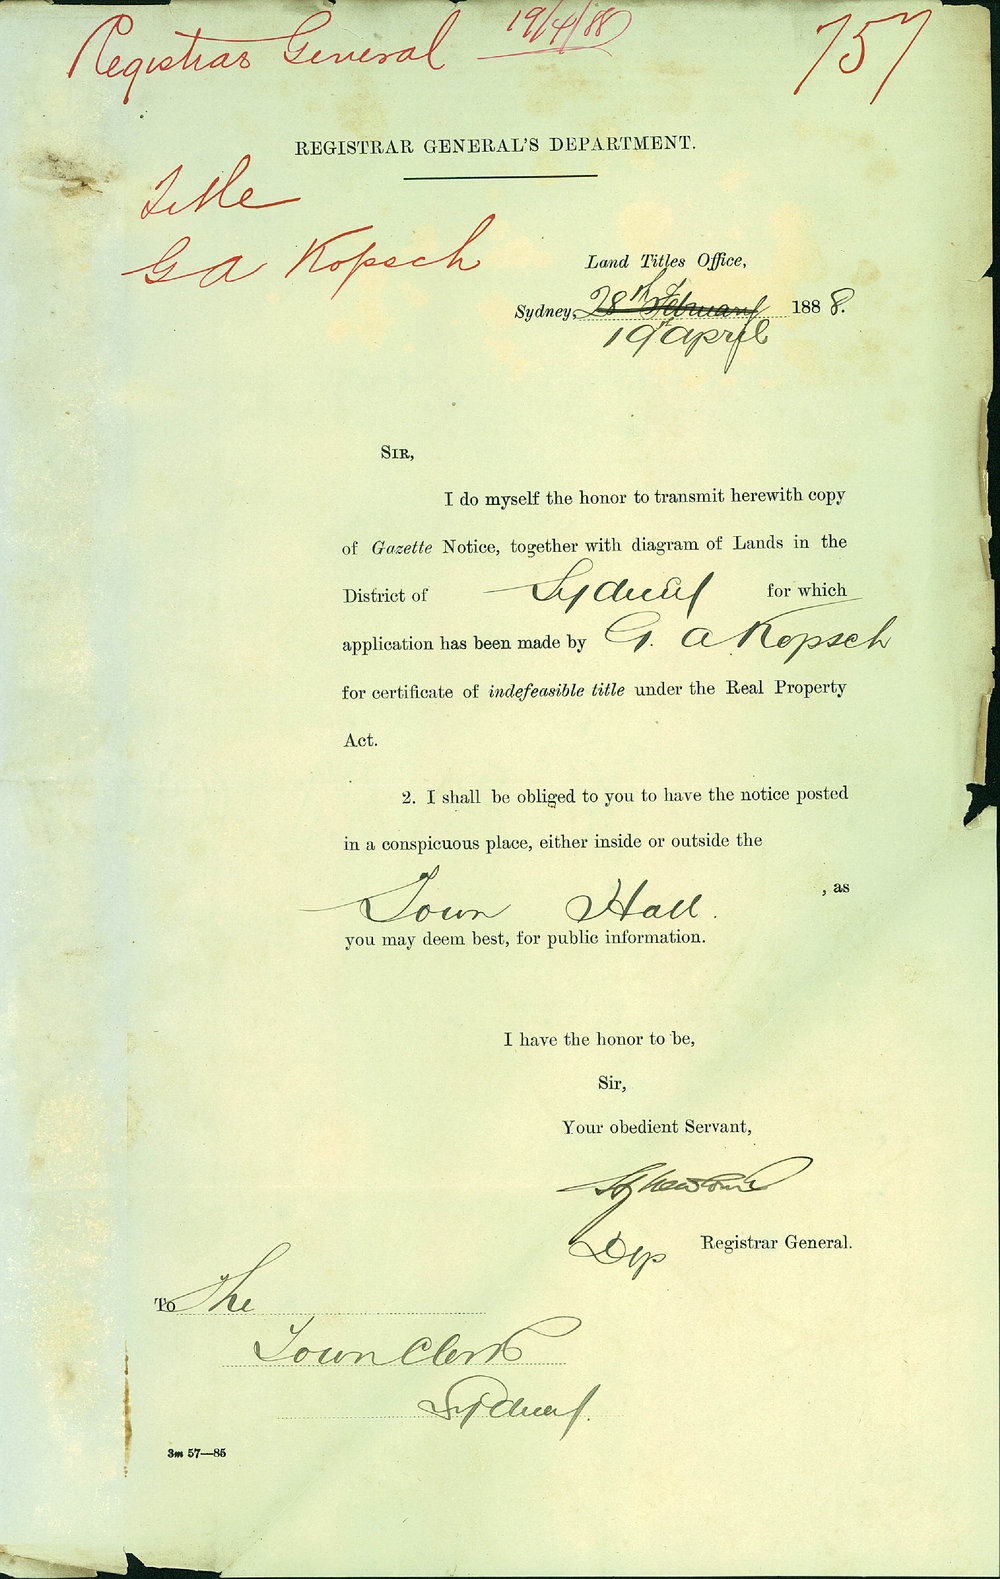 Registrar General 19/4/88 757
REGISTRAR GENERAL'S DEPARTMENT.
Title
G A Kopsch
Land Titles Office,
Sydney, 28th February 1888.
19th April
SIR,
I do myself the honor to transmit herewith copy
of Gazette Notice, together with diagram of Lands in the
District of Sydney for which
application has been made by G. A Kopsch
for certificate of indefeasible title under the Real Property
Act.
2. I shall be obliged to you to have the notice posted
in a conspicuous place, either inside or outside the
Town Hall. , as
you may deem best, for public information.
I have the honor to be,
Sir,
Your obedient Servant,
Dep Registrar General.
To The
Town Clerk
Sydney.
3m 57—85